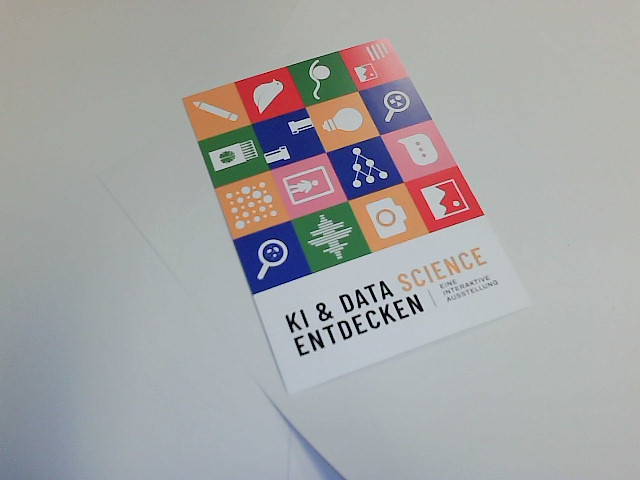 KI & DATA SCIENCE
ENTDECKEN
EINE
INTERAKTIVE
AUSSTELLUNG